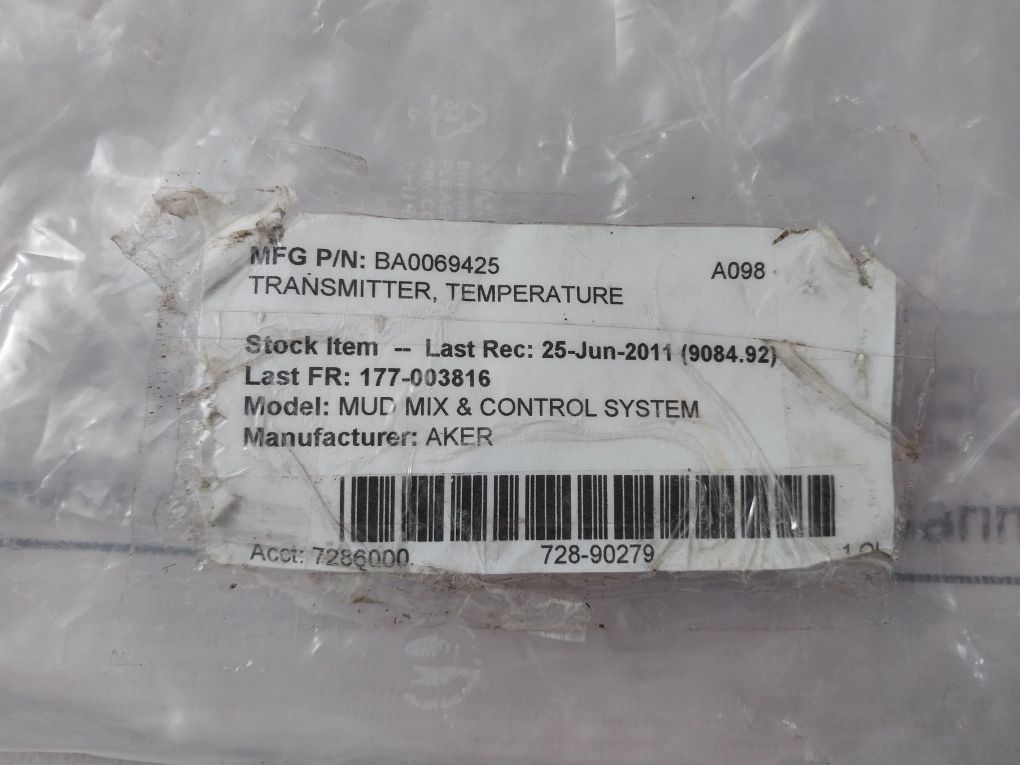 MFG P/N: BA0069425 A098
TRANSMITTER, TEMPERATURE
Stock Item -- Last Rec: 25-Jun-2011 (9084.92)
Last FR: 177-003816
Model: MUD MIX & CONTROL SYSTEM
Manufacturer: AKER
Acct: 7286000. 728-90279